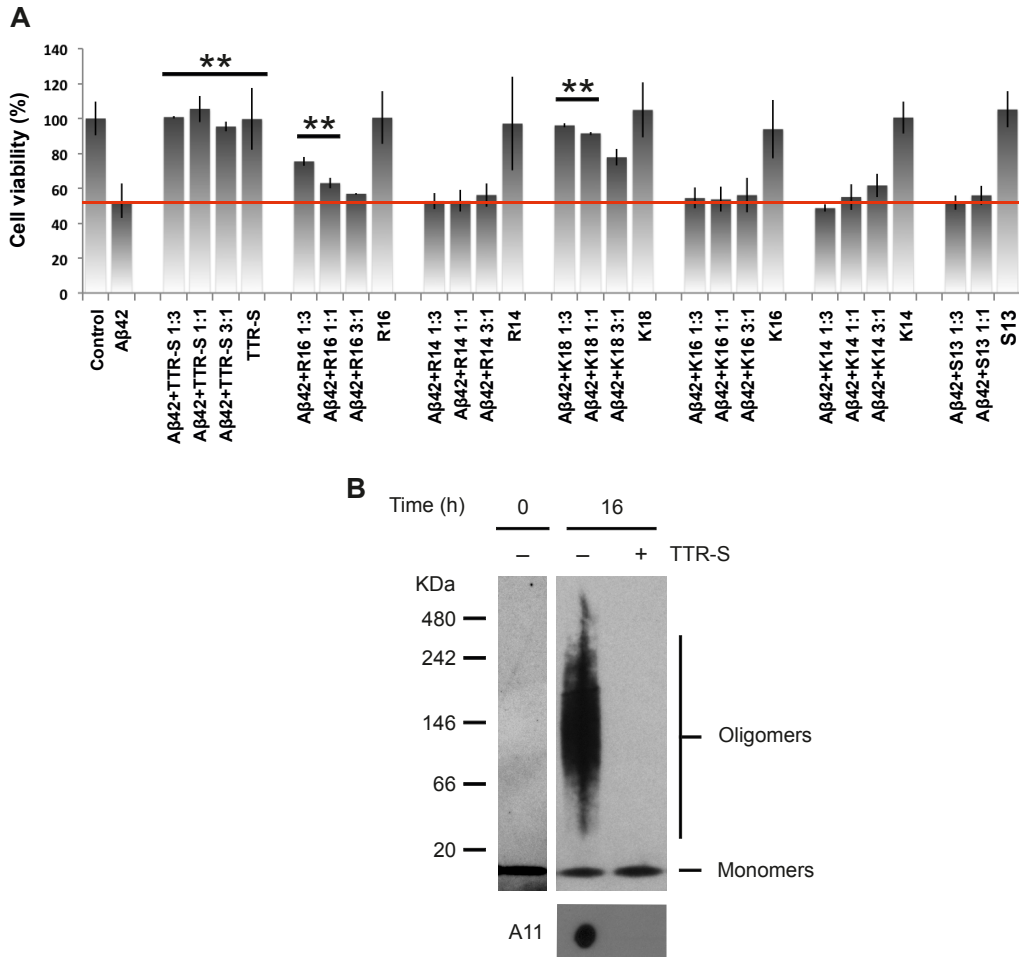 A
Cell viability (%)
140
120
100
80
60
40
20
0
**
**
**
Control
Aβ42
Aβ42+TTR-S 1:3
Aβ42+TTR-S 1:1
Aβ42+TTR-S 3:1
TTR-S
Aβ42+R16 1:3
Aβ42+R16 1:1
Aβ42+R16 3:1
R16
Aβ42+R14 1:3
Aβ42+R14 1:1
Aβ42+R14 3:1
R14
Aβ42+K18 1:3
Aβ42+K18 1:1
Aβ42+K18 3:1
K18
Aβ42+K16 1:3
Aβ42+K16 1:1
Aβ42+K16 3:1
K16
Aβ42+K14 1:3
Aβ42+K14 1:1
Aβ42+K14 3:1
K14
Aβ42+S13 1:3
Aβ42+S13 1:1
S13
B
Time (h) 0 16
– – + TTR-S
KDa
480
242
146
66
20
Oligomers
Monomers
A11